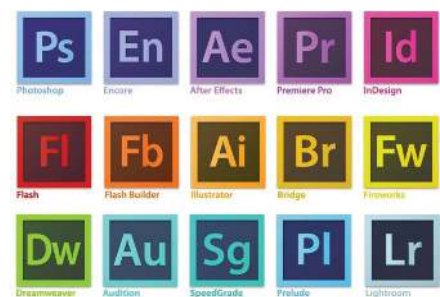 Ps En Ae Pr Id
Photoshop Encore After Effects Premiere Pro InDesign
Fl Fb Ai Br Fw
Flash Flash Builder Illustrator Bridge Fireworks
Dw Au Sg Pl Lr
Dreamweaver Audition SpeedGrade Prelude Lightroom